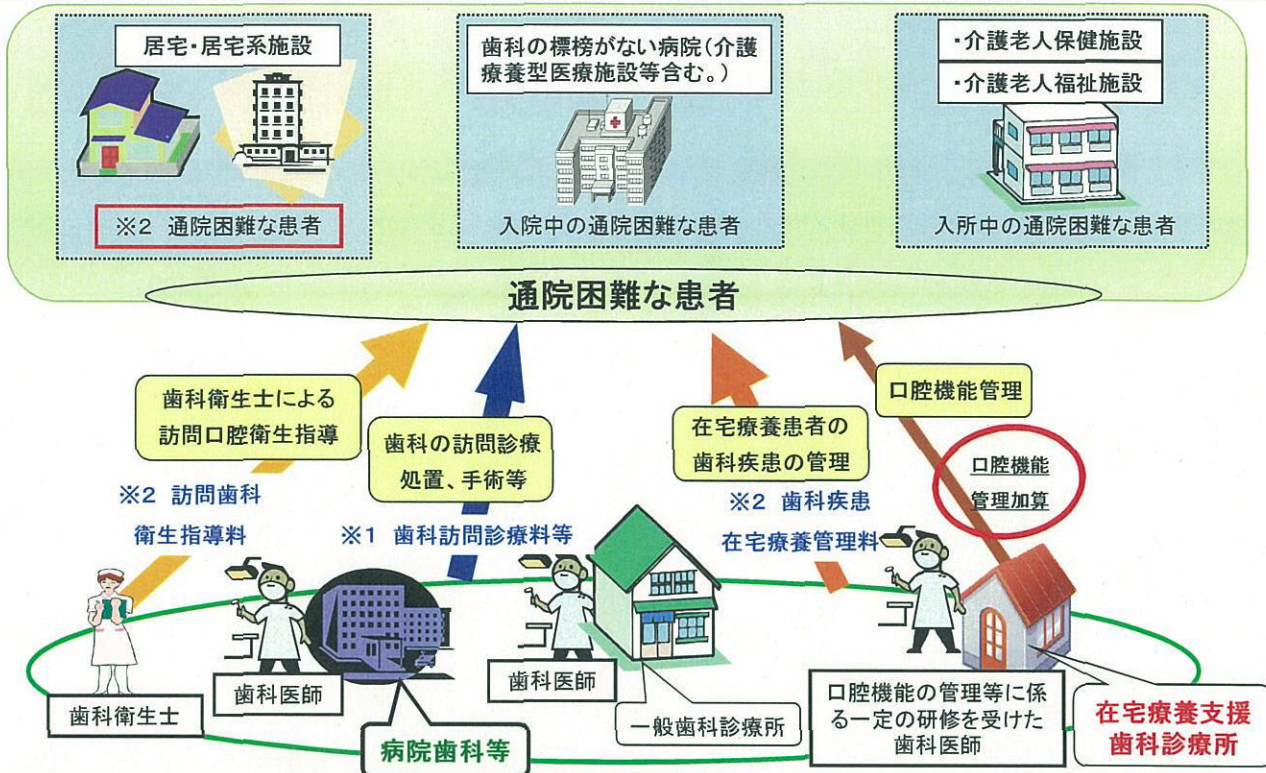 居宅・居宅系施設
※2 通院困難な患者
歯科の標榜がない病院(介護
療養型医療施設等含む。)
入院中の通院困難な患者
・介護老人保健施設
・介護老人福祉施設
入所中の通院困難な患者
通院困難な患者
歯科衛生士による
訪問口腔衛生指導
※2 訪問歯科
衛生指導料
歯科の訪問診療
処置、手術等
※1 歯科訪問診療料等
在宅療養患者の
歯科疾患の管理
※2 歯科疾患
在宅療養管理料
口腔機能管理
口腔機能
管理加算
歯科衛生士
歯科医師
病院歯科等
歯科医師
一般歯科診療所
口腔機能の管理等に係
る一定の研修を受けた
歯科医師
在宅療養支援
歯科診療所